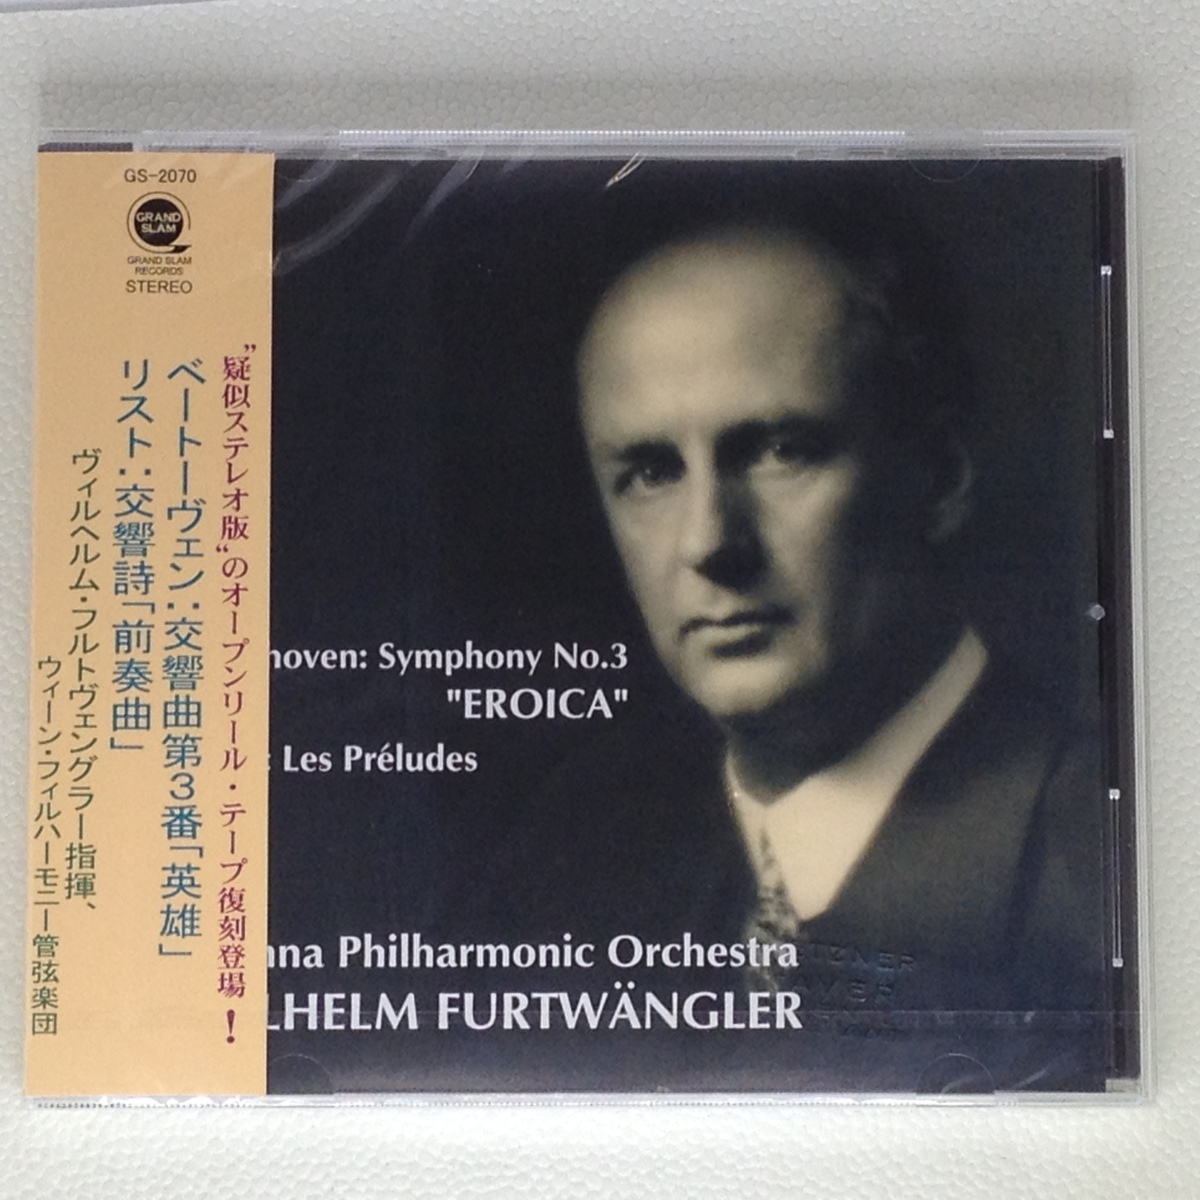 GS-2070
GRAND
SLAM
GRAND SLAM
RECORDS
STEREO
”疑似ステレオ版“のオープンリール・テープ復刻登場！
ベートーヴェン：交響曲第３番「英雄」
リスト：交響詩「前奏曲」
ヴィルヘルム・フルトヴェングラー指揮、
ウィーン・フィルハーモニー管弦楽団
hoven: Symphony No.3
"EROICA"
: Les Préludes
nna Philharmonic Orchestra
LHELM FURTWÄNGLER